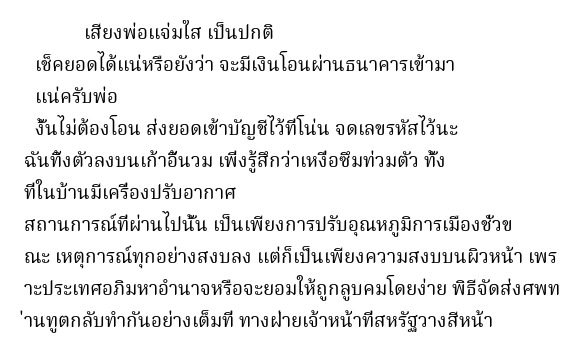 เสียงพ่อแจ่มใส เป็นปกติ
เช็คยอดได้แน่หรือยังว่า จะมีเงินโอนผ่านธนาคารเข้ามา
แน่ครับพ่อ
งั้นไม่ต้องโอน ส่งยอดเข้าบัญชีไว้ที่โน่น จดเลขรหัสไว้นะ
ฉันทิ้งตัวลงบนเก้าอี้นวม เพิ่งรู้สึกว่าเหงื่อซึมท่วมตัว ทั้ง
ที่ในบ้านมีเครื่องปรับอากาศ
สถานการณ์ที่ผ่านไปนั้น เป็นเพียงการปรับอุณหภูมิการเมืองชั่วข
ณะ เหตุการณ์ทุกอย่างสงบลง แต่ก็เป็นเพียงความสงบบนผิวหน้า เพร
าะประเทศอภิมหาอำนาจหรือจะยอมให้ถูกลูบคมโดยง่าย พิธีจัดส่งศพท
่านทูตกลับทำกันอย่างเต็มที่ ทางฝ่ายเจ้าหน้าที่สหรัฐวางสีหน้า